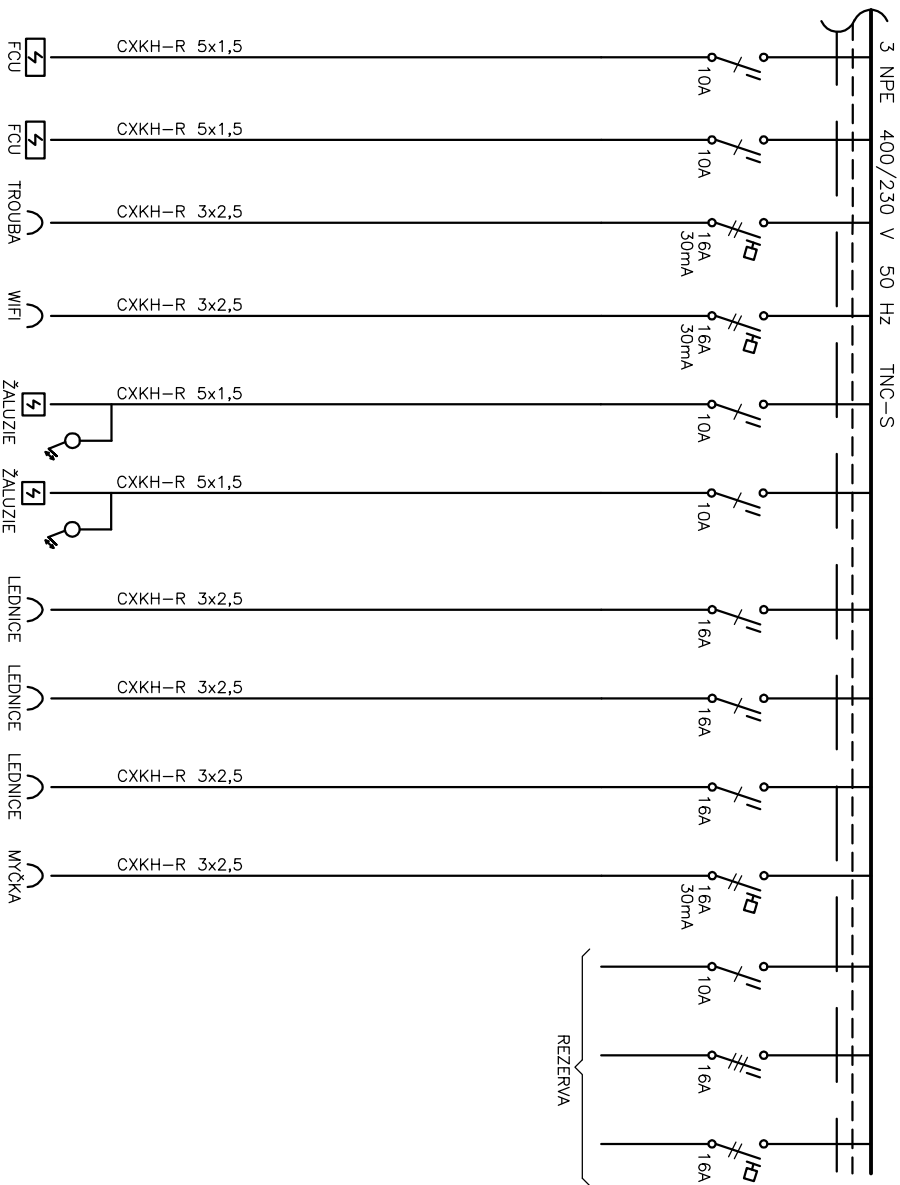 3 NPE 400/230 V 50 Hz TNC-S
FCU
CXKH-R 5x1,5
10A
FCU
CXKH-R 5x1,5
10A
TROUBA
CXKH-R 3x2,5
16A
30mA
WIFI
CXKH-R 3x2,5
16A
30mA
ŽALUZIE
CXKH-R 5x1,5
10A
ŽALUZIE
CXKH-R 5x1,5
10A
LEDNICE
CXKH-R 3x2,5
16A
LEDNICE
CXKH-R 3x2,5
16A
LEDNICE
CXKH-R 3x2,5
16A
MYČKA
CXKH-R 3x2,5
16A
30mA
10A
16A
16A
REZERVA